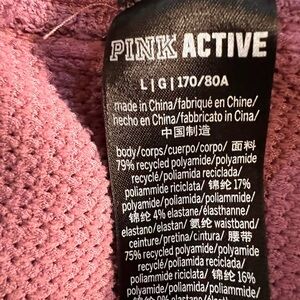 PINK ACTIVE
L | G | 170/80A
made in China/fabriqué en Chine/
hecho en China/fabbricato in Cina/
中国制造
body/corps/cuerpo/corpo/ 面料
79% recycled polyamide/polyamide
recyclé/poliamida reciclada/
poliammide riciclata/ 锦纶 17%
polyamide/polyamide/poliamida/
poliammide/
锦纶 4% elastane/élasthanne/
elastano/elastan/ 氨纶 waistband/
ceinture/pretina/cintura/ 腰带
75% recycled polyamide/polyamide
recyclé/poliamida reciclada/
poliammide riciclata/ 锦纶 16%
polyamide/polyamide/poliamida/